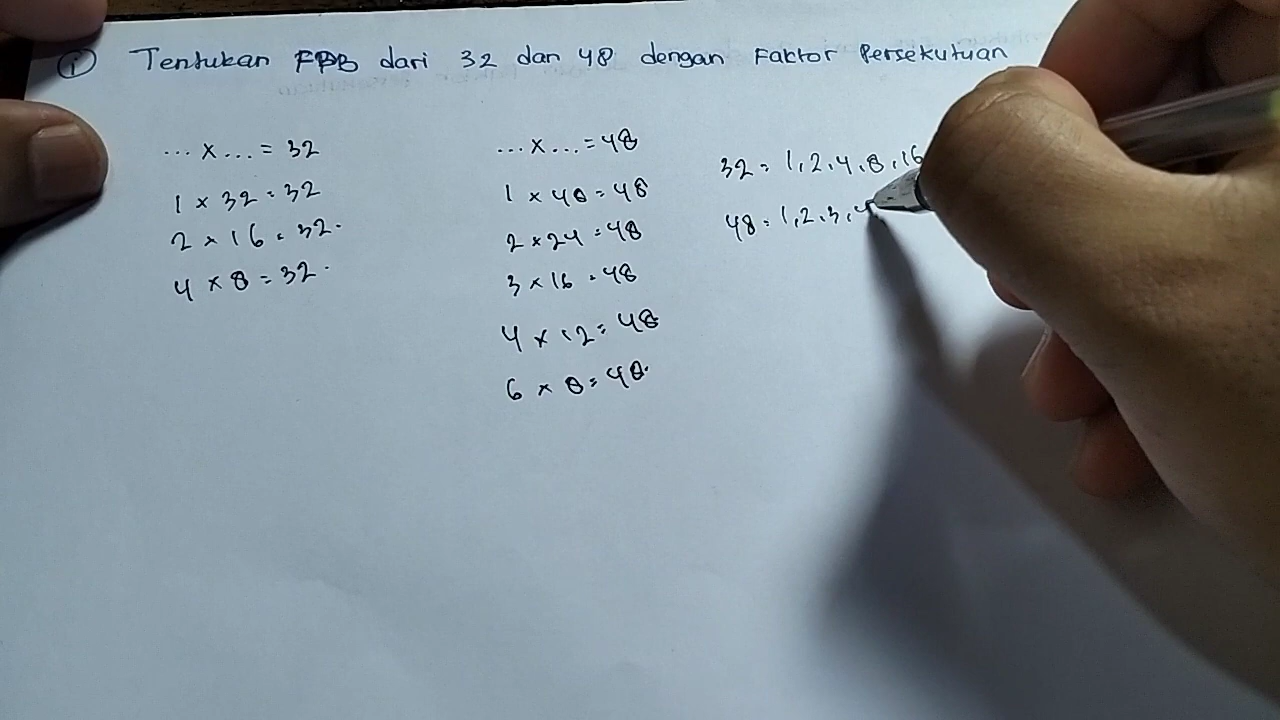 ① Tentukan FPB dari 32 dan 48 dengan Faktor Persekutuan
... x ... = 32
1 x 32 = 32
2 x 16 = 32.
4 x 8 = 32.
... x ... = 48
1 x 48 = 48
2 x 24 = 48
3 x 16 = 48
4 x 12 = 48
6 x 8 = 48.
32 = 1, 2, 4, 8, 16
48 = 1, 2, 3, 4